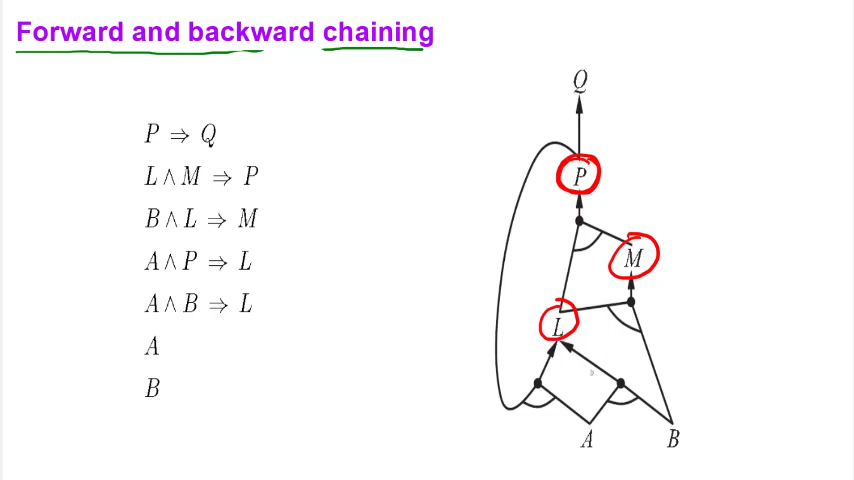 Forward and backward chaining
P ⇒ Q
L ∧ M ⇒ P
B ∧ L ⇒ M
A ∧ P ⇒ L
A ∧ B ⇒ L
A
B
Q
P
M
L
A
B